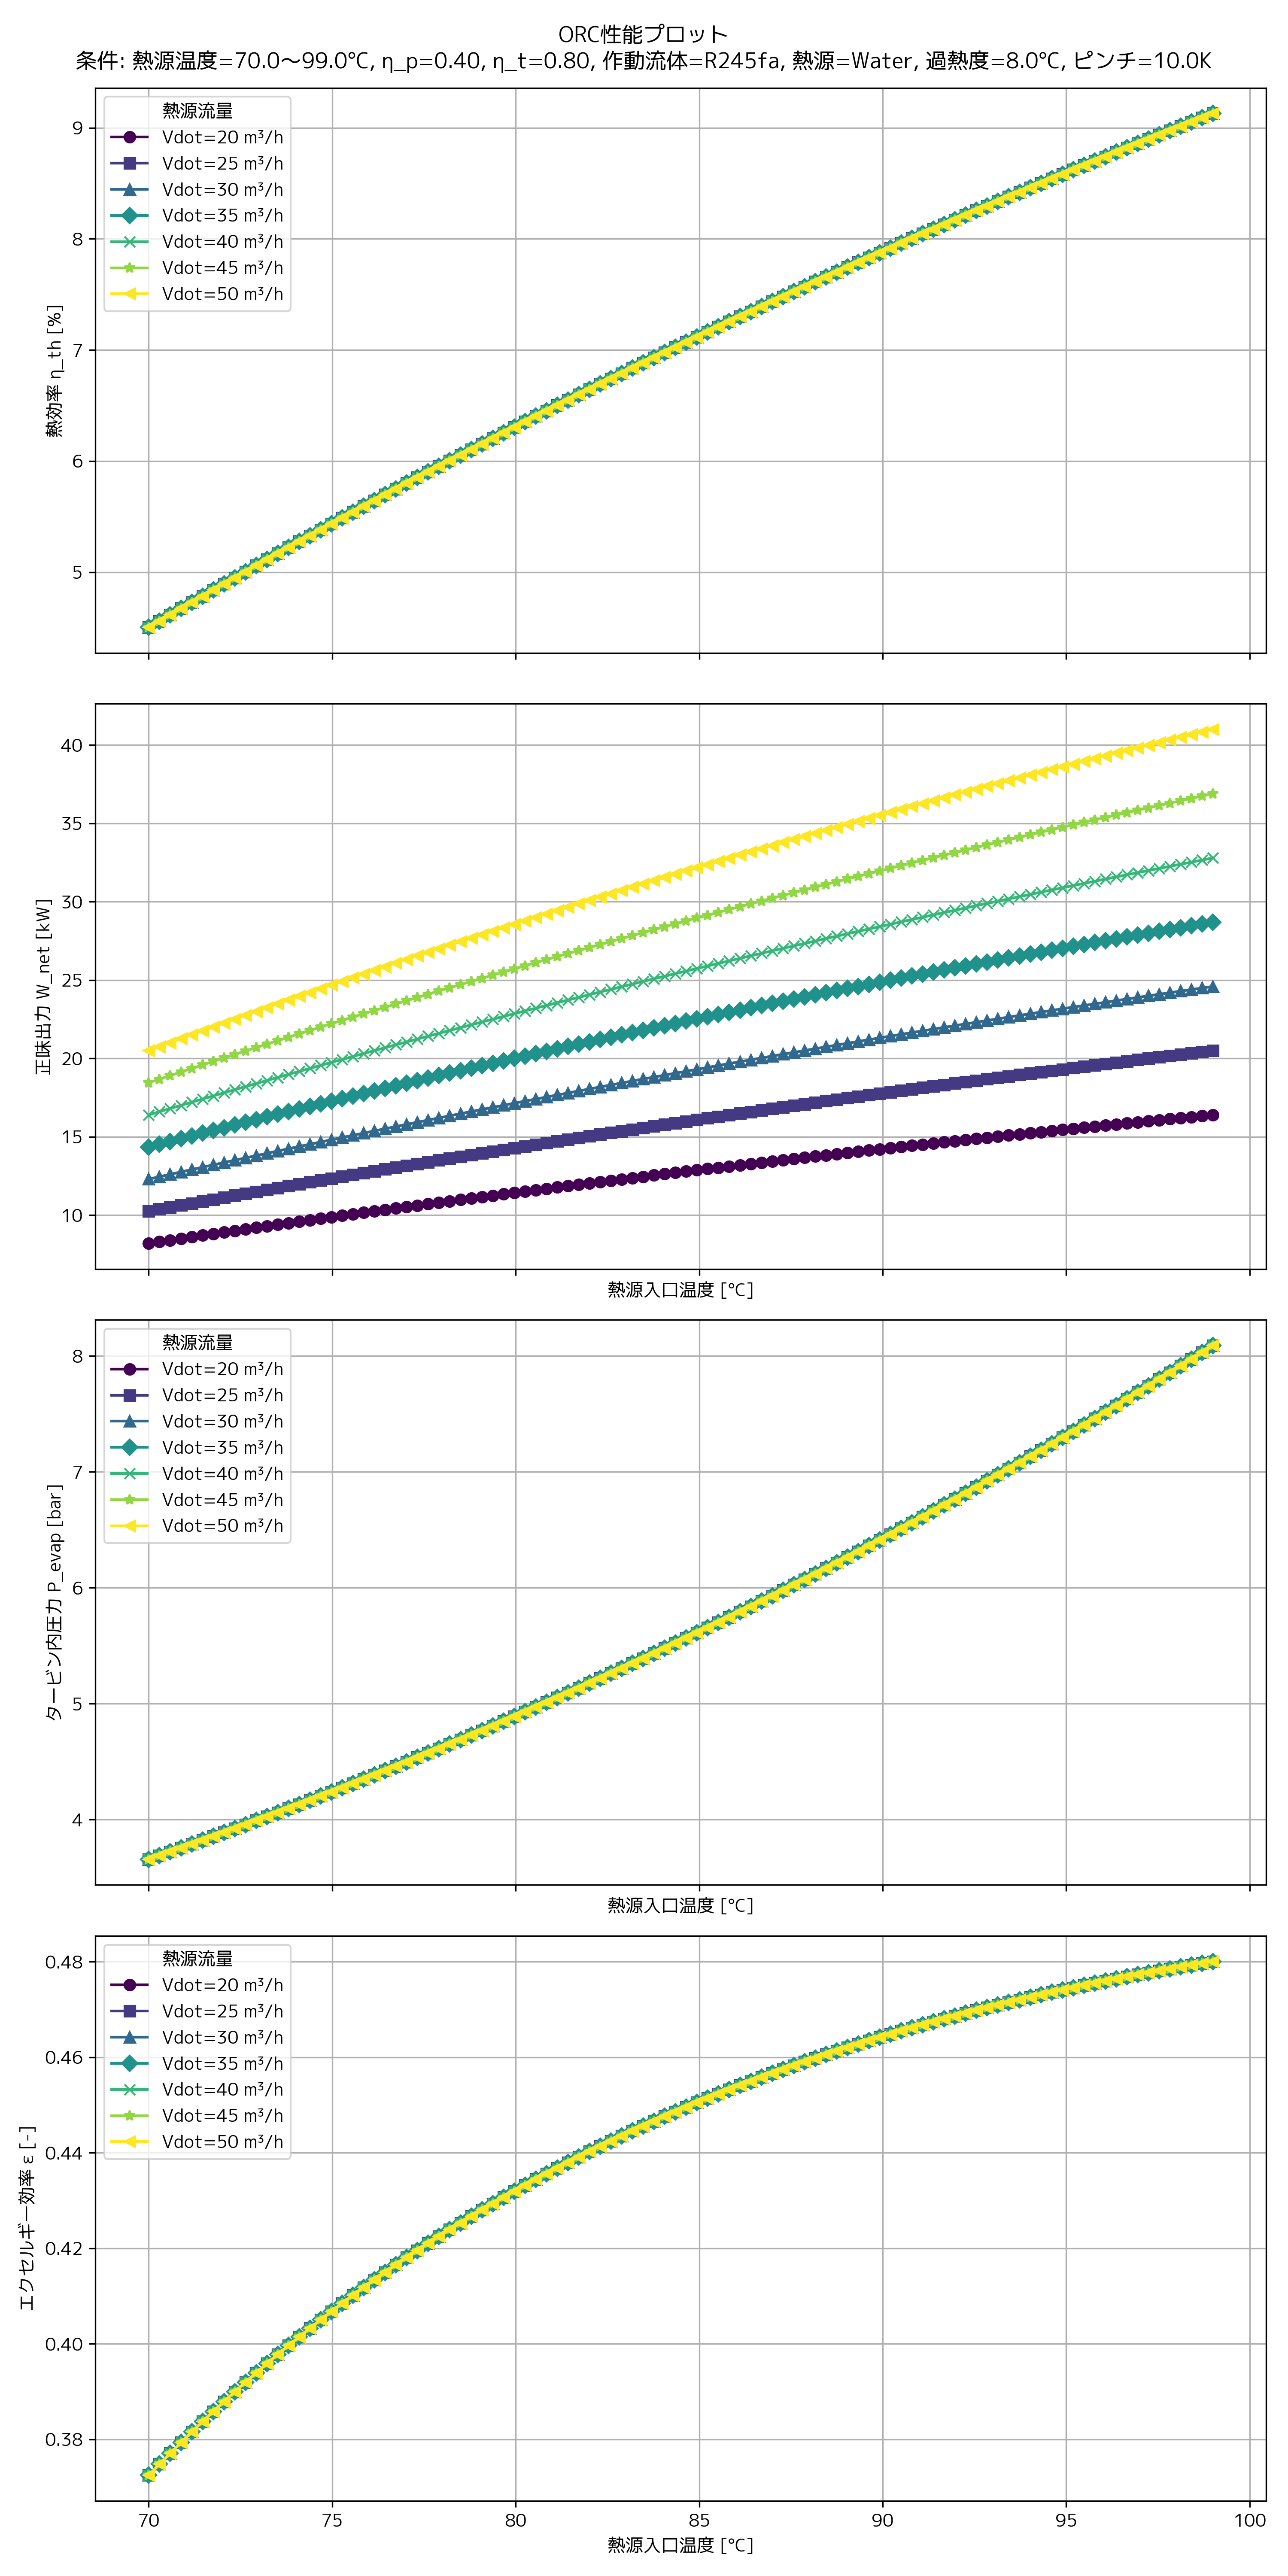 ORC性能プロット
条件: 熱源温度=70.0～99.0°C, η_p=0.40, η_t=0.80, 作動流体=R245fa, 熱源=Water, 過熱度=8.0°C, ピンチ=10.0K
熱効率 η_th [%]
9
8
7
6
5
熱源流量
Vdot=20 m³/h
Vdot=25 m³/h
Vdot=30 m³/h
Vdot=35 m³/h
Vdot=40 m³/h
Vdot=45 m³/h
Vdot=50 m³/h
正味出力 W_net [kW]
40
35
30
25
20
15
10
熱源入口温度 [°C]
タービン内圧力 P_evap [bar]
8
7
6
5
4
熱源流量
Vdot=20 m³/h
Vdot=25 m³/h
Vdot=30 m³/h
Vdot=35 m³/h
Vdot=40 m³/h
Vdot=45 m³/h
Vdot=50 m³/h
熱源入口温度 [°C]
エクセルギー効率 ε [-]
0.48
0.46
0.44
0.42
0.40
0.38
熱源流量
Vdot=20 m³/h
Vdot=25 m³/h
Vdot=30 m³/h
Vdot=35 m³/h
Vdot=40 m³/h
Vdot=45 m³/h
Vdot=50 m³/h
70 75 80 85 90 95 100
熱源入口温度 [°C]